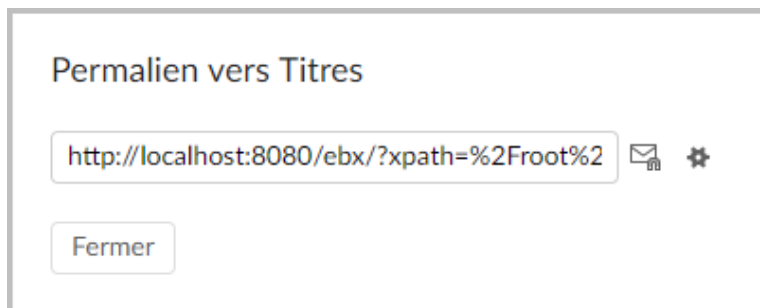 Permalien vers Titres
http://localhost:8080/ebx/?xpath=%2Froot%2
Fermer